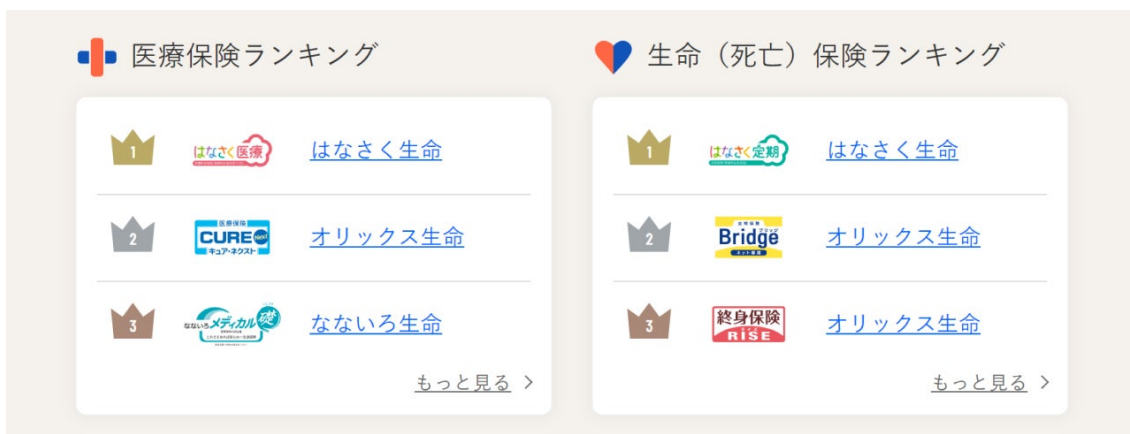 医療保険ランキング
1 はなさく医療 はなさく生命
2 医療保険 CURE Next キュア・ネクスト オリックス生命
3 なないろメディカル礎 なないろ生命
もっと見る >
生命（死亡）保険ランキング
1 はなさく定期 はなさく生命
2 定期保険 Bridge ブリッジ ネット専用 オリックス生命
3 終身保険 RISE ライズ オリックス生命
もっと見る >